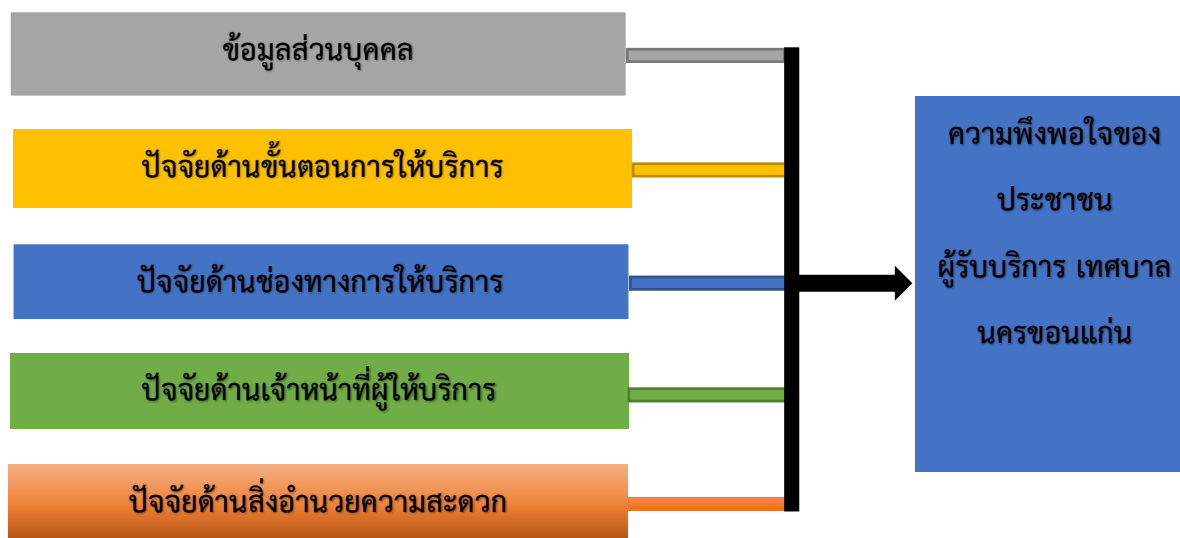 ข้อมูลส่วนบุคคล
ปัจจัยด้านขั้นตอนการให้บริการ
ปัจจัยด้านช่องทางการให้บริการ
ปัจจัยด้านเจ้าหน้าที่ผู้ให้บริการ
ปัจจัยด้านสิ่งอำนวยความสะดวก
ความพึงพอใจของ
ประชาชน
ผู้รับบริการ เทศบาล
นครขอนแก่น